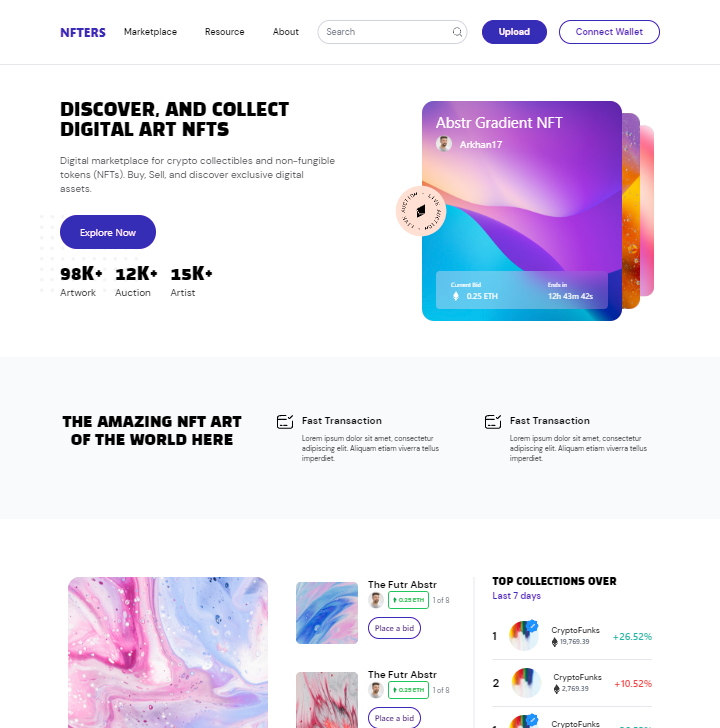 NFTERS
Marketplace
Resource
About
Search
Upload
Connect Wallet
DISCOVER, AND COLLECT
DIGITAL ART NFTS
Digital marketplace for crypto collectibles and non-fungible
tokens (NFTs). Buy, Sell, and discover exclusive digital
assets.
Explore Now
98K+ 12K+ 15K+
Artwork Auction Artist
Abstr Gradient NFT
Arkhan17
LIVE AUCTION - LIVE AUCTION -
Current Bid
0.25 ETH
Ends in
12h 43m 42s
THE AMAZING NFT ART
OF THE WORLD HERE
Fast Transaction
Lorem ipsum dolor sit amet, consectetur
adipiscing elit. Aliquam etiam viverra tellus
imperdiet.
Fast Transaction
Lorem ipsum dolor sit amet, consectetur
adipiscing elit. Aliquam etiam viverra tellus
imperdiet.
The Futr Abstr
0.25 ETH 1 of 8
Place a bid
The Futr Abstr
0.25 ETH 1 of 8
Place a bid
TOP COLLECTIONS OVER
Last 7 days
1 CryptoFunks
19,769.39 +26.52%
2 CryptoFunks
2,769.39 +10.52%
CryptoFunks